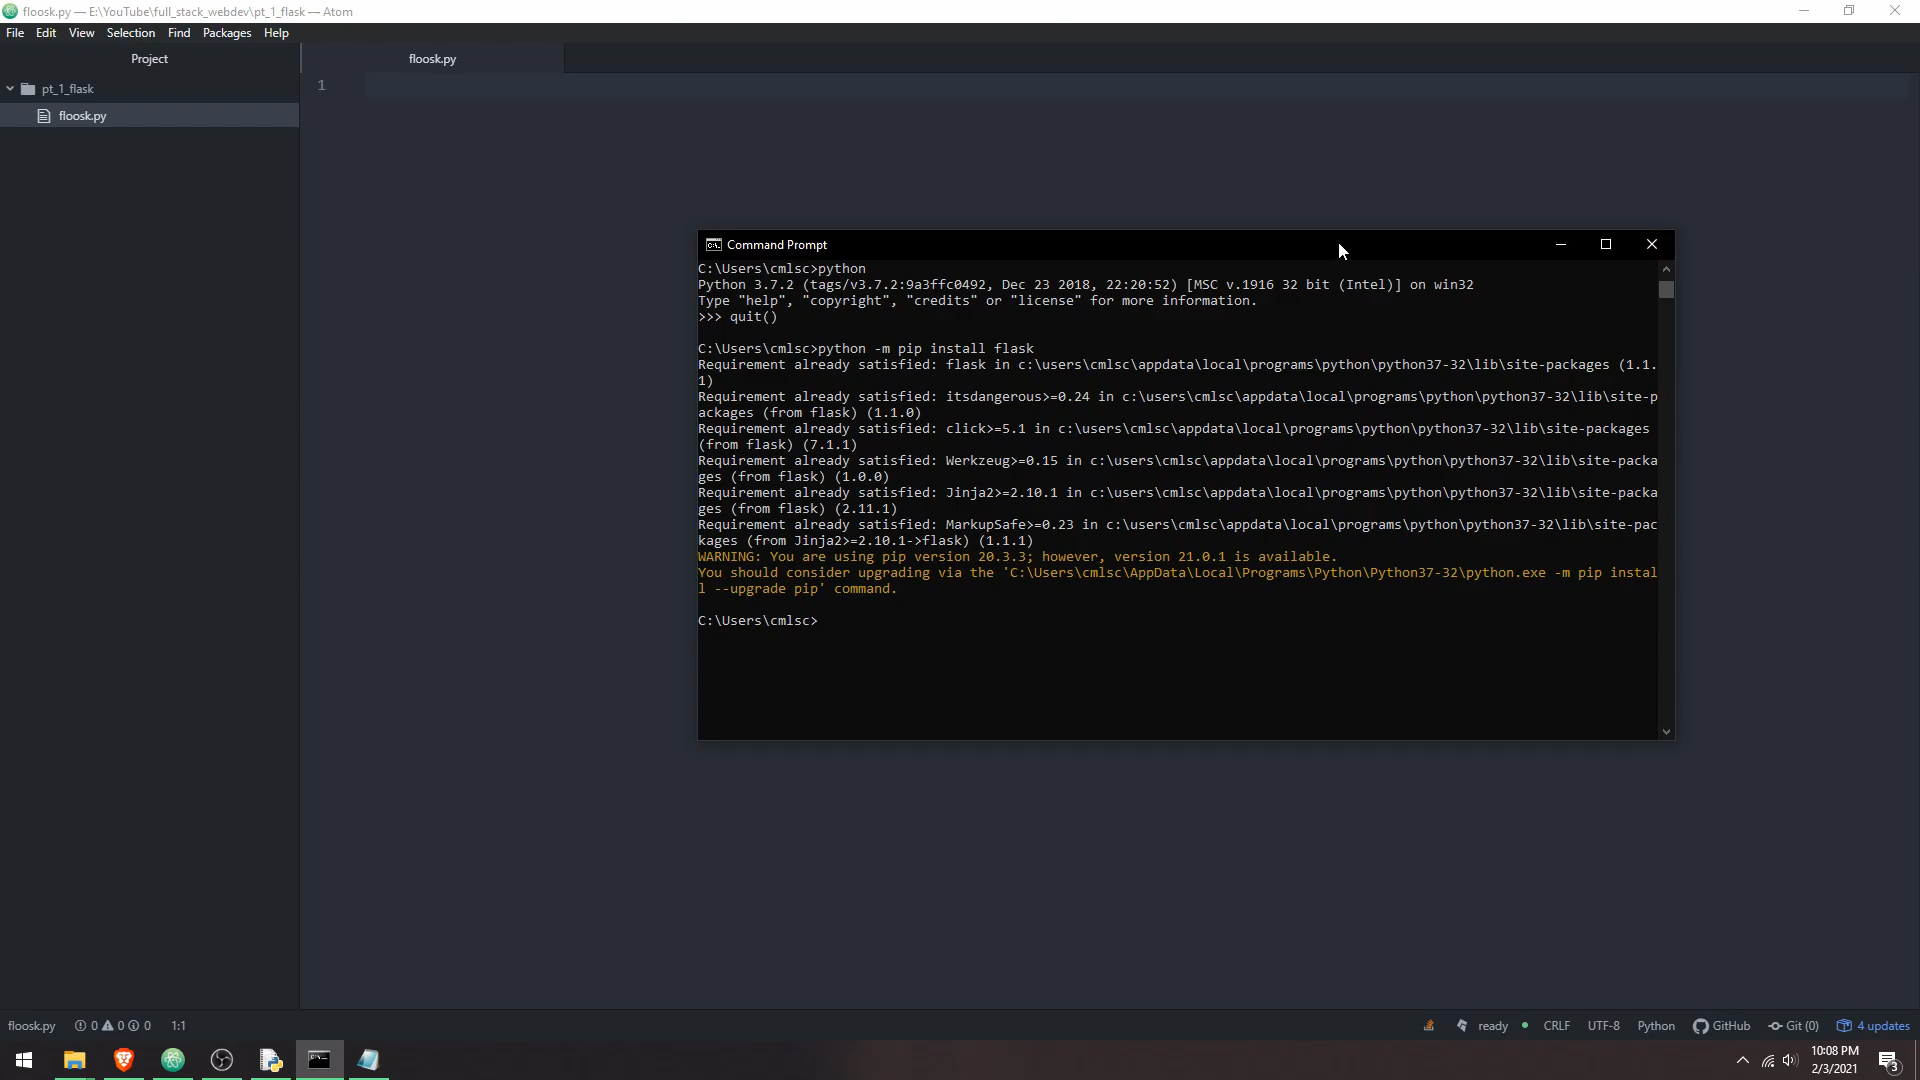 floosk.py — E:\YouTube\full_stack_webdev\pt_1_flask — Atom
File Edit View Selection Find Packages Help
Project
floosk.py
pt_1_flask
1
floosk.py
Command Prompt
C:\Users\cmlsc>python
Python 3.7.2 (tags/v3.7.2:9a3ffc0492, Dec 23 2018, 22:20:52) [MSC v.1916 32 bit (Intel)] on win32
Type "help", "copyright", "credits" or "license" for more information.
>>> quit()
C:\Users\cmlsc>python -m pip install flask
Requirement already satisfied: flask in c:\users\cmlsc\appdata\local\programs\python\python37-32\lib\site-packages (1.1.
1)
Requirement already satisfied: itsdangerous>=0.24 in c:\users\cmlsc\appdata\local\programs\python\python37-32\lib\site-p
ackages (from flask) (1.1.0)
Requirement already satisfied: click>=5.1 in c:\users\cmlsc\appdata\local\programs\python\python37-32\lib\site-packages
(from flask) (7.1.1)
Requirement already satisfied: Werkzeug>=0.15 in c:\users\cmlsc\appdata\local\programs\python\python37-32\lib\site-packa
ges (from flask) (1.0.0)
Requirement already satisfied: Jinja2>=2.10.1 in c:\users\cmlsc\appdata\local\programs\python\python37-32\lib\site-packa
ges (from flask) (2.11.1)
Requirement already satisfied: MarkupSafe>=0.23 in c:\users\cmlsc\appdata\local\programs\python\python37-32\lib\site-pac
kages (from Jinja2>=2.10.1->flask) (1.1.1)
WARNING: You are using pip version 20.3.3; however, version 21.0.1 is available.
You should consider upgrading via the 'C:\Users\cmlsc\AppData\Local\Programs\Python\Python37-32\python.exe -m pip instal
l --upgrade pip' command.
C:\Users\cmlsc>
floosk.py 0 0 0 1:1
ready CRLF UTF-8 Python GitHub Git (0) 4 updates
10:08 PM
2/3/2021
3